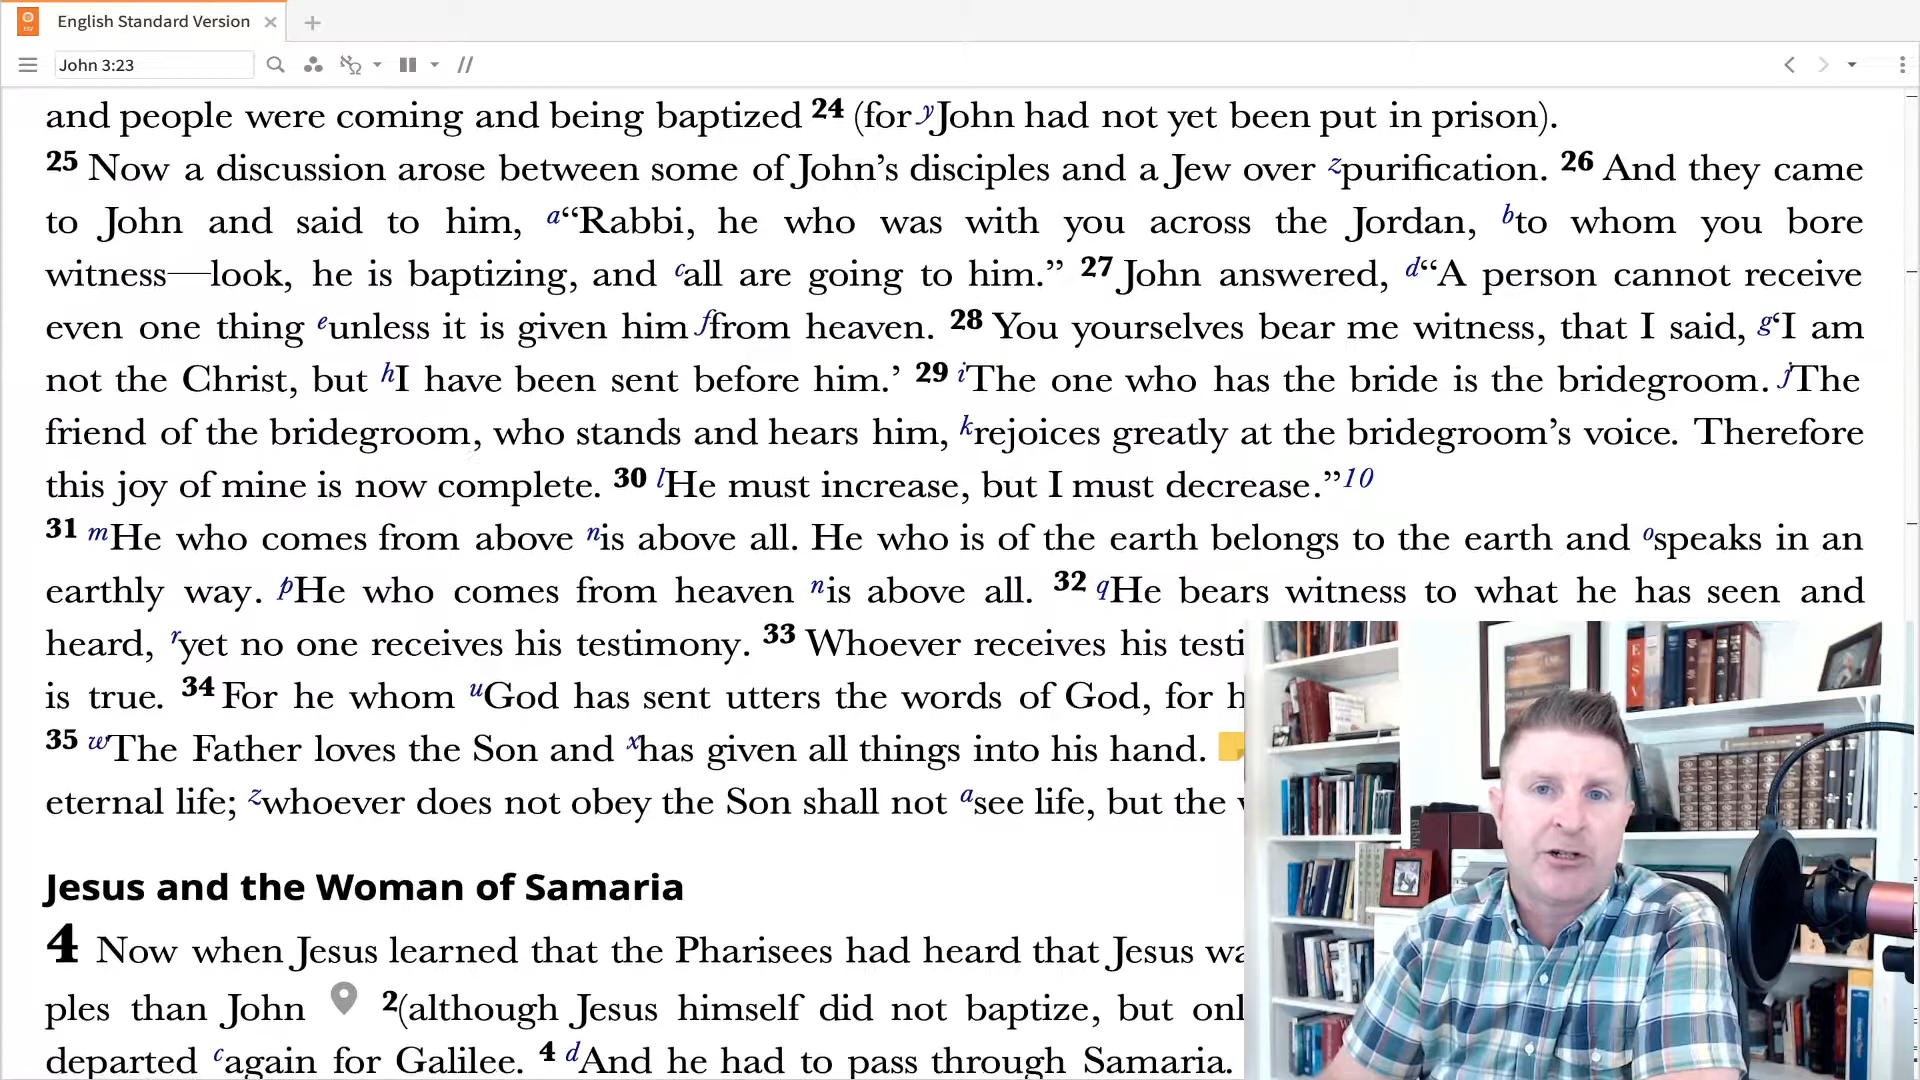 English Standard Version
John 3:23
and people were coming and being baptized 24 (for yJohn had not yet been put in prison).
25 Now a discussion arose between some of John’s disciples and a Jew over zpurification. 26 And they came
to John and said to him, a“Rabbi, he who was with you across the Jordan, bto whom you bore
witness—look, he is baptizing, and call are going to him.” 27 John answered, d“A person cannot receive
even one thing eunless it is given him ffrom heaven. 28 You yourselves bear me witness, that I said, g‘I am
not the Christ, but hI have been sent before him.’ 29 iThe one who has the bride is the bridegroom. jThe
friend of the bridegroom, who stands and hears him, krejoices greatly at the bridegroom’s voice. Therefore
this joy of mine is now complete. 30 lHe must increase, but I must decrease.”10
31 mHe who comes from above nis above all. He who is of the earth belongs to the earth and ospeaks in an
earthly way. pHe who comes from heaven nis above all. 32 qHe bears witness to what he has seen and
heard, ryet no one receives his testimony. 33 Whoever receives his testi
is true. 34 For he whom uGod has sent utters the words of God, for h
35 wThe Father loves the Son and xhas given all things into his hand.
eternal life; zwhoever does not obey the Son shall not asee life, but the
Jesus and the Woman of Samaria
4 Now when Jesus learned that the Pharisees had heard that Jesus wa
ples than John 2(although Jesus himself did not baptize, but onl
departed cagain for Galilee. 4 dAnd he had to pass through Samaria.
ESV